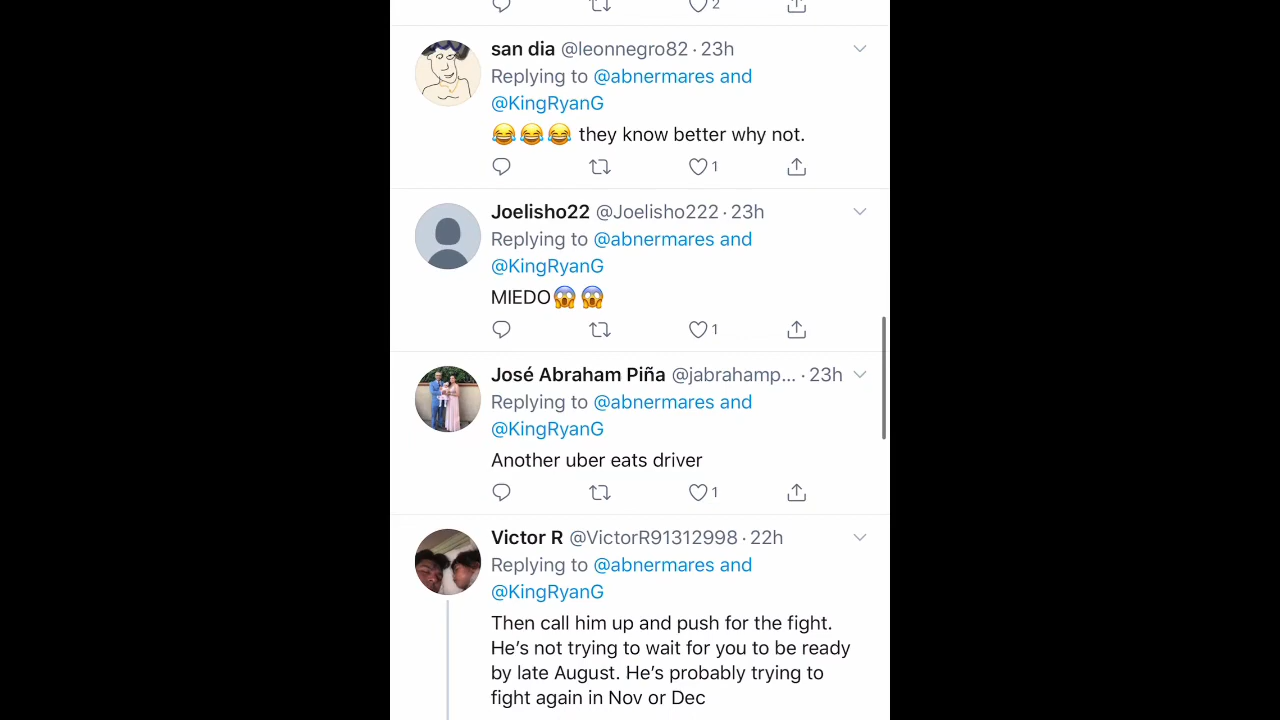 2
san dia @leonnegro82 · 23h
Replying to @abnermares and
@KingRyanG
😂😂😂 they know better why not.
1
Joelisho22 @Joelisho222 · 23h
Replying to @abnermares and
@KingRyanG
MIEDO😱😱
1
José Abraham Piña @jabrahamp... · 23h
Replying to @abnermares and
@KingRyanG
Another uber eats driver
1
Victor R @VictorR91312998 · 22h
Replying to @abnermares and
@KingRyanG
Then call him up and push for the fight.
He’s not trying to wait for you to be ready
by late August. He’s probably trying to
fight again in Nov or Dec